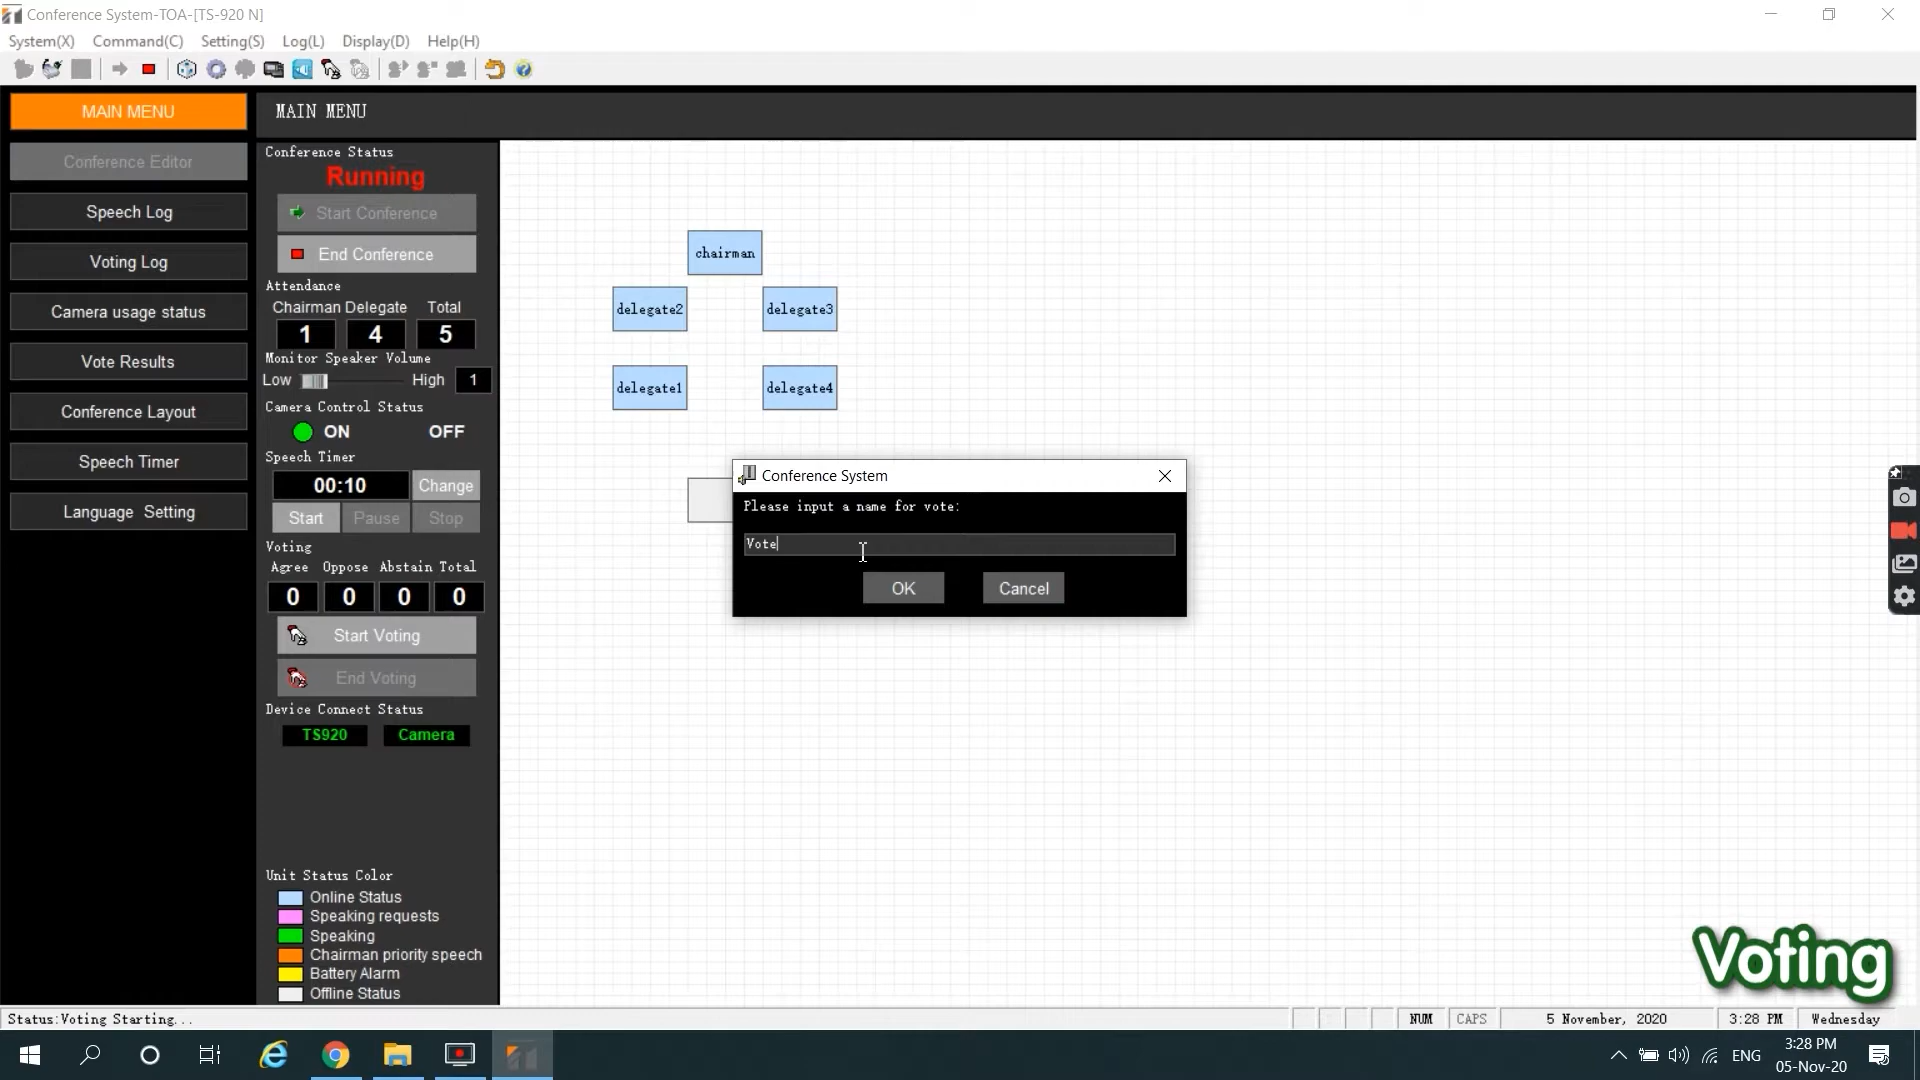 Conference System-TOA-[TS-920 N]
System(X) Command(C) Setting(S) Log(L) Display(D) Help(H)
MAIN MENU
MAIN MENU
Conference Editor
Speech Log
Voting Log
Camera usage status
Vote Results
Conference Layout
Speech Timer
Language Setting
Conference Status
Running
Start Conference
End Conference
Attendance
Chairman Delegate Total
1 4 5
Monitor Speaker Volume
Low High 1
Camera Control Status
ON OFF
Speech Timer
00:10 Change
Start Pause Stop
Voting
Agree Oppose Abstain Total
0 0 0 0
Start Voting
End Voting
Device Connect Status
TS920 Camera
Unit Status Color
Online Status
Speaking requests
Speaking
Chairman priority speech
Battery Alarm
Offline Status
chairman
delegate2 delegate3
delegate1 delegate4
Conference System
Please input a name for vote:
Vote
OK Cancel
Voting
Status:Voting Starting...
NUM CAPS 5 November, 2020 3:28 PM Wednesday
ENG
3:28 PM
05-Nov-20